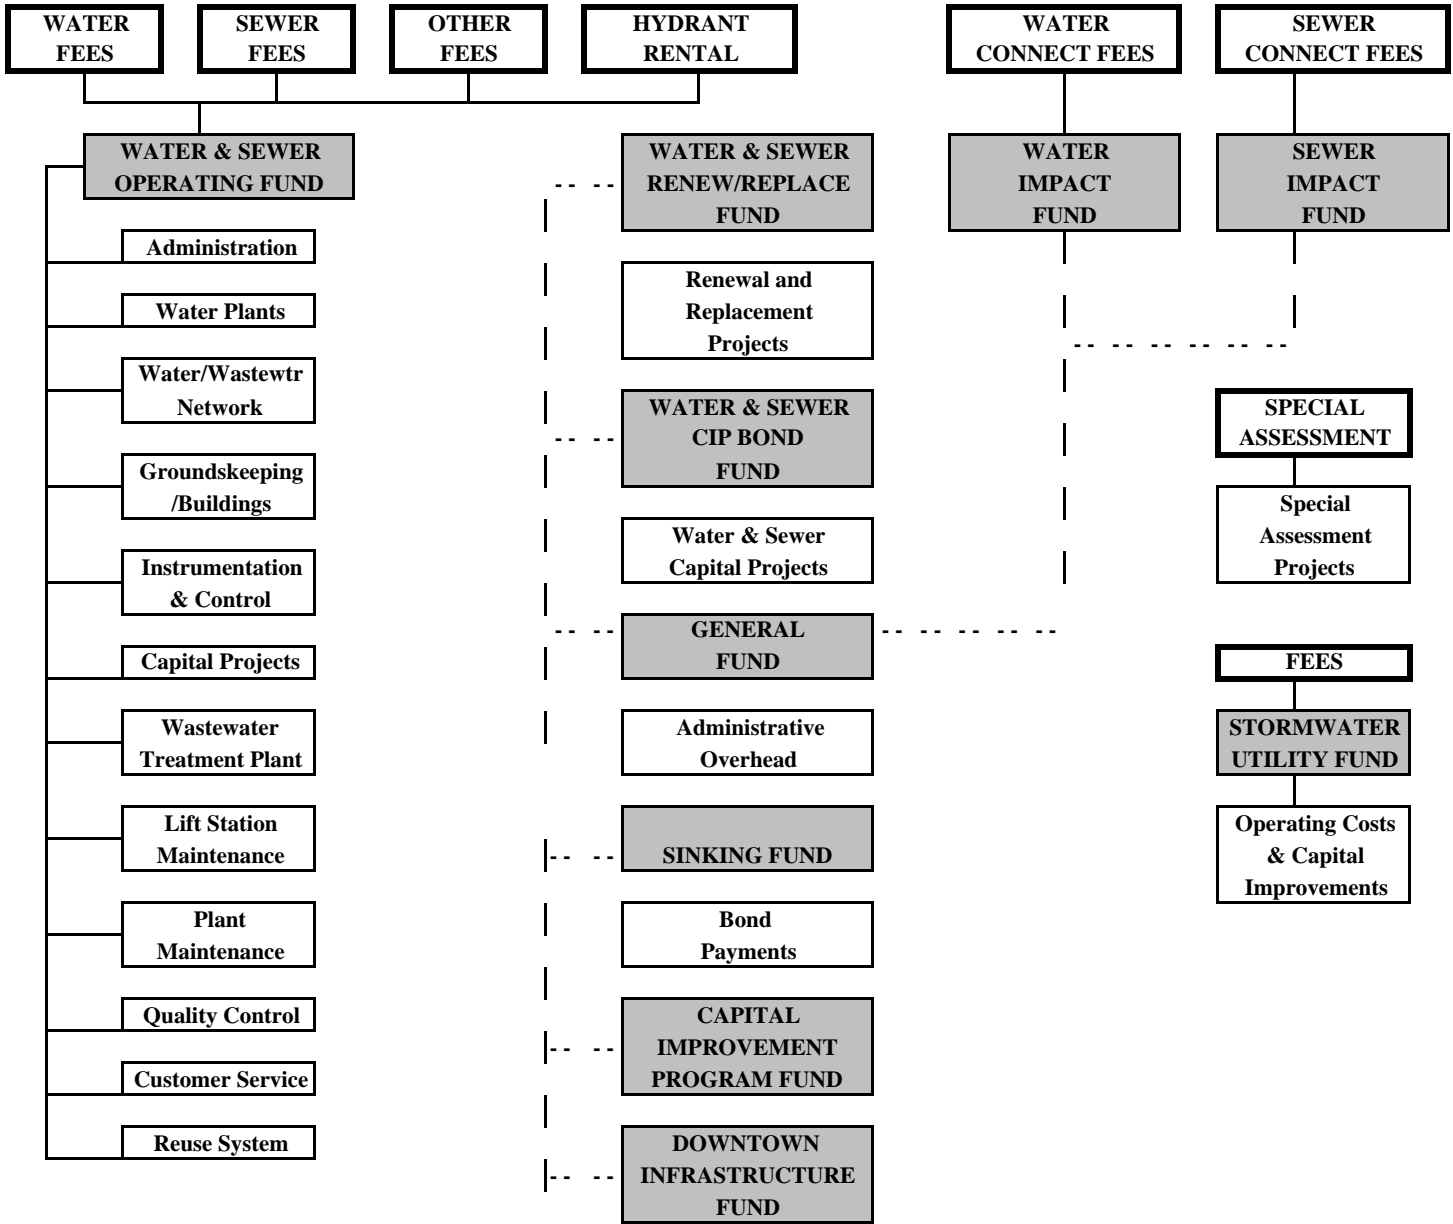 WATER
FEES
SEWER
FEES
OTHER
FEES
HYDRANT
RENTAL
WATER
CONNECT FEES
SEWER
CONNECT FEES
WATER & SEWER
OPERATING FUND
Administration
Water Plants
Water/Wastewtr
Network
Groundskeeping
/Buildings
Instrumentation
& Control
Capital Projects
Wastewater
Treatment Plant
Lift Station
Maintenance
Plant
Maintenance
Quality Control
Customer Service
Reuse System
WATER & SEWER
RENEW/REPLACE
FUND
Renewal and
Replacement
Projects
WATER & SEWER
CIP BOND
FUND
Water & Sewer
Capital Projects
GENERAL
FUND
Administrative
Overhead
SINKING FUND
Bond
Payments
CAPITAL
IMPROVEMENT
PROGRAM FUND
DOWNTOWN
INFRASTRUCTURE
FUND
WATER
IMPACT
FUND
SEWER
IMPACT
FUND
SPECIAL
ASSESSMENT
Special
Assessment
Projects
FEES
STORMWATER
UTILITY FUND
Operating Costs
& Capital
Improvements